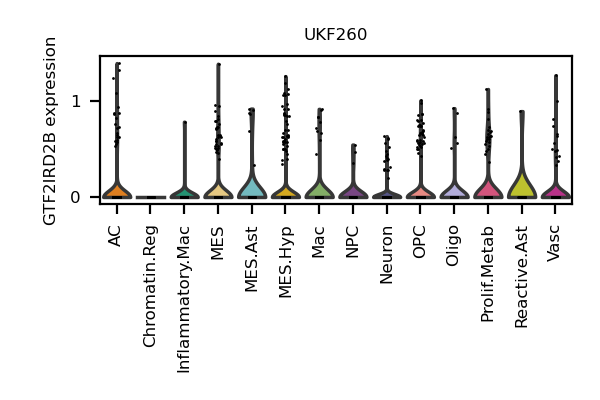 UKF260
GTF2IRD2B expression
1
0
AC
Chromatin.Reg
Inflammatory.Mac
MES
MES.Ast
MES.Hyp
Mac
NPC
Neuron
OPC
Oligo
Prolif.Metab
Reactive.Ast
Vasc